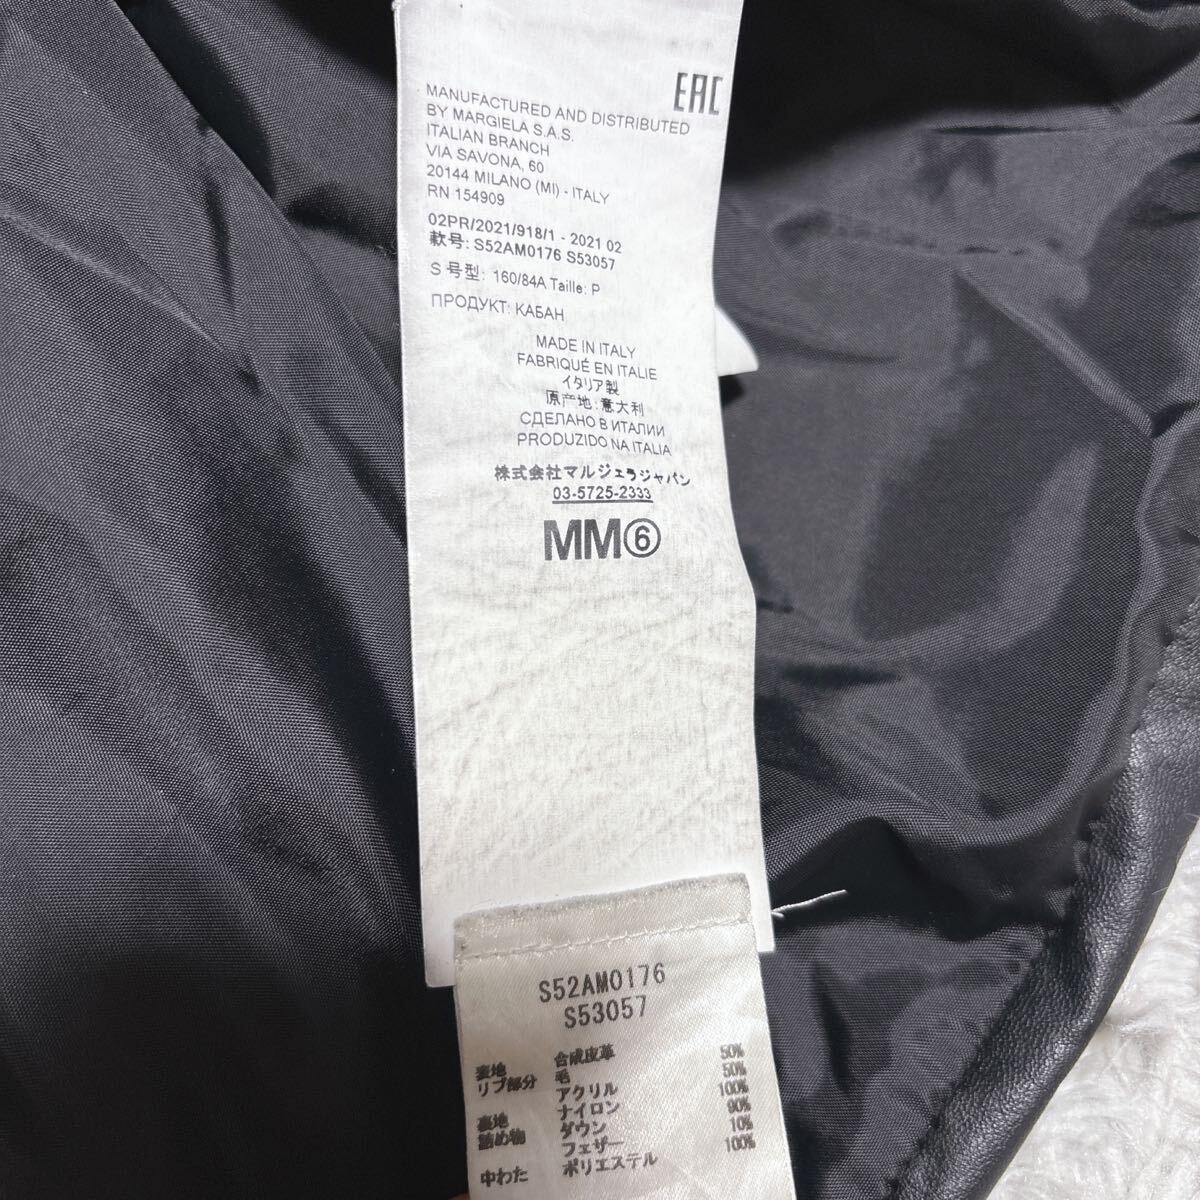 EAC
MANUFACTURED AND DISTRIBUTED
BY MARGIELA S.A.S.
ITALIAN BRANCH
VIA SAVONA, 60
20144 MILANO (MI) - ITALY
RN 154909
02PR/2021/918/1 - 2021 02
款号: S52AM0176 S53057
S 号型: 160/84A Taille: P
ПРОДУКТ: КАБАН
MADE IN ITALY
FABRIQUÉ EN ITALIE
イタリア製
原产地:意大利
СДЕЛАНО В ИТАЛИИ
PRODUZIDO NA ITALIA
株式会社マルジェラジャパン
03-5725-2333
MM⑥
S52AM0176
S53057
表地 合成皮革 50%
リブ部分 毛 50%
アクリル 100%
裏地 ナイロン 90%
詰め物 ダウン 10%
フェザー 100%
中わた ポリエステル